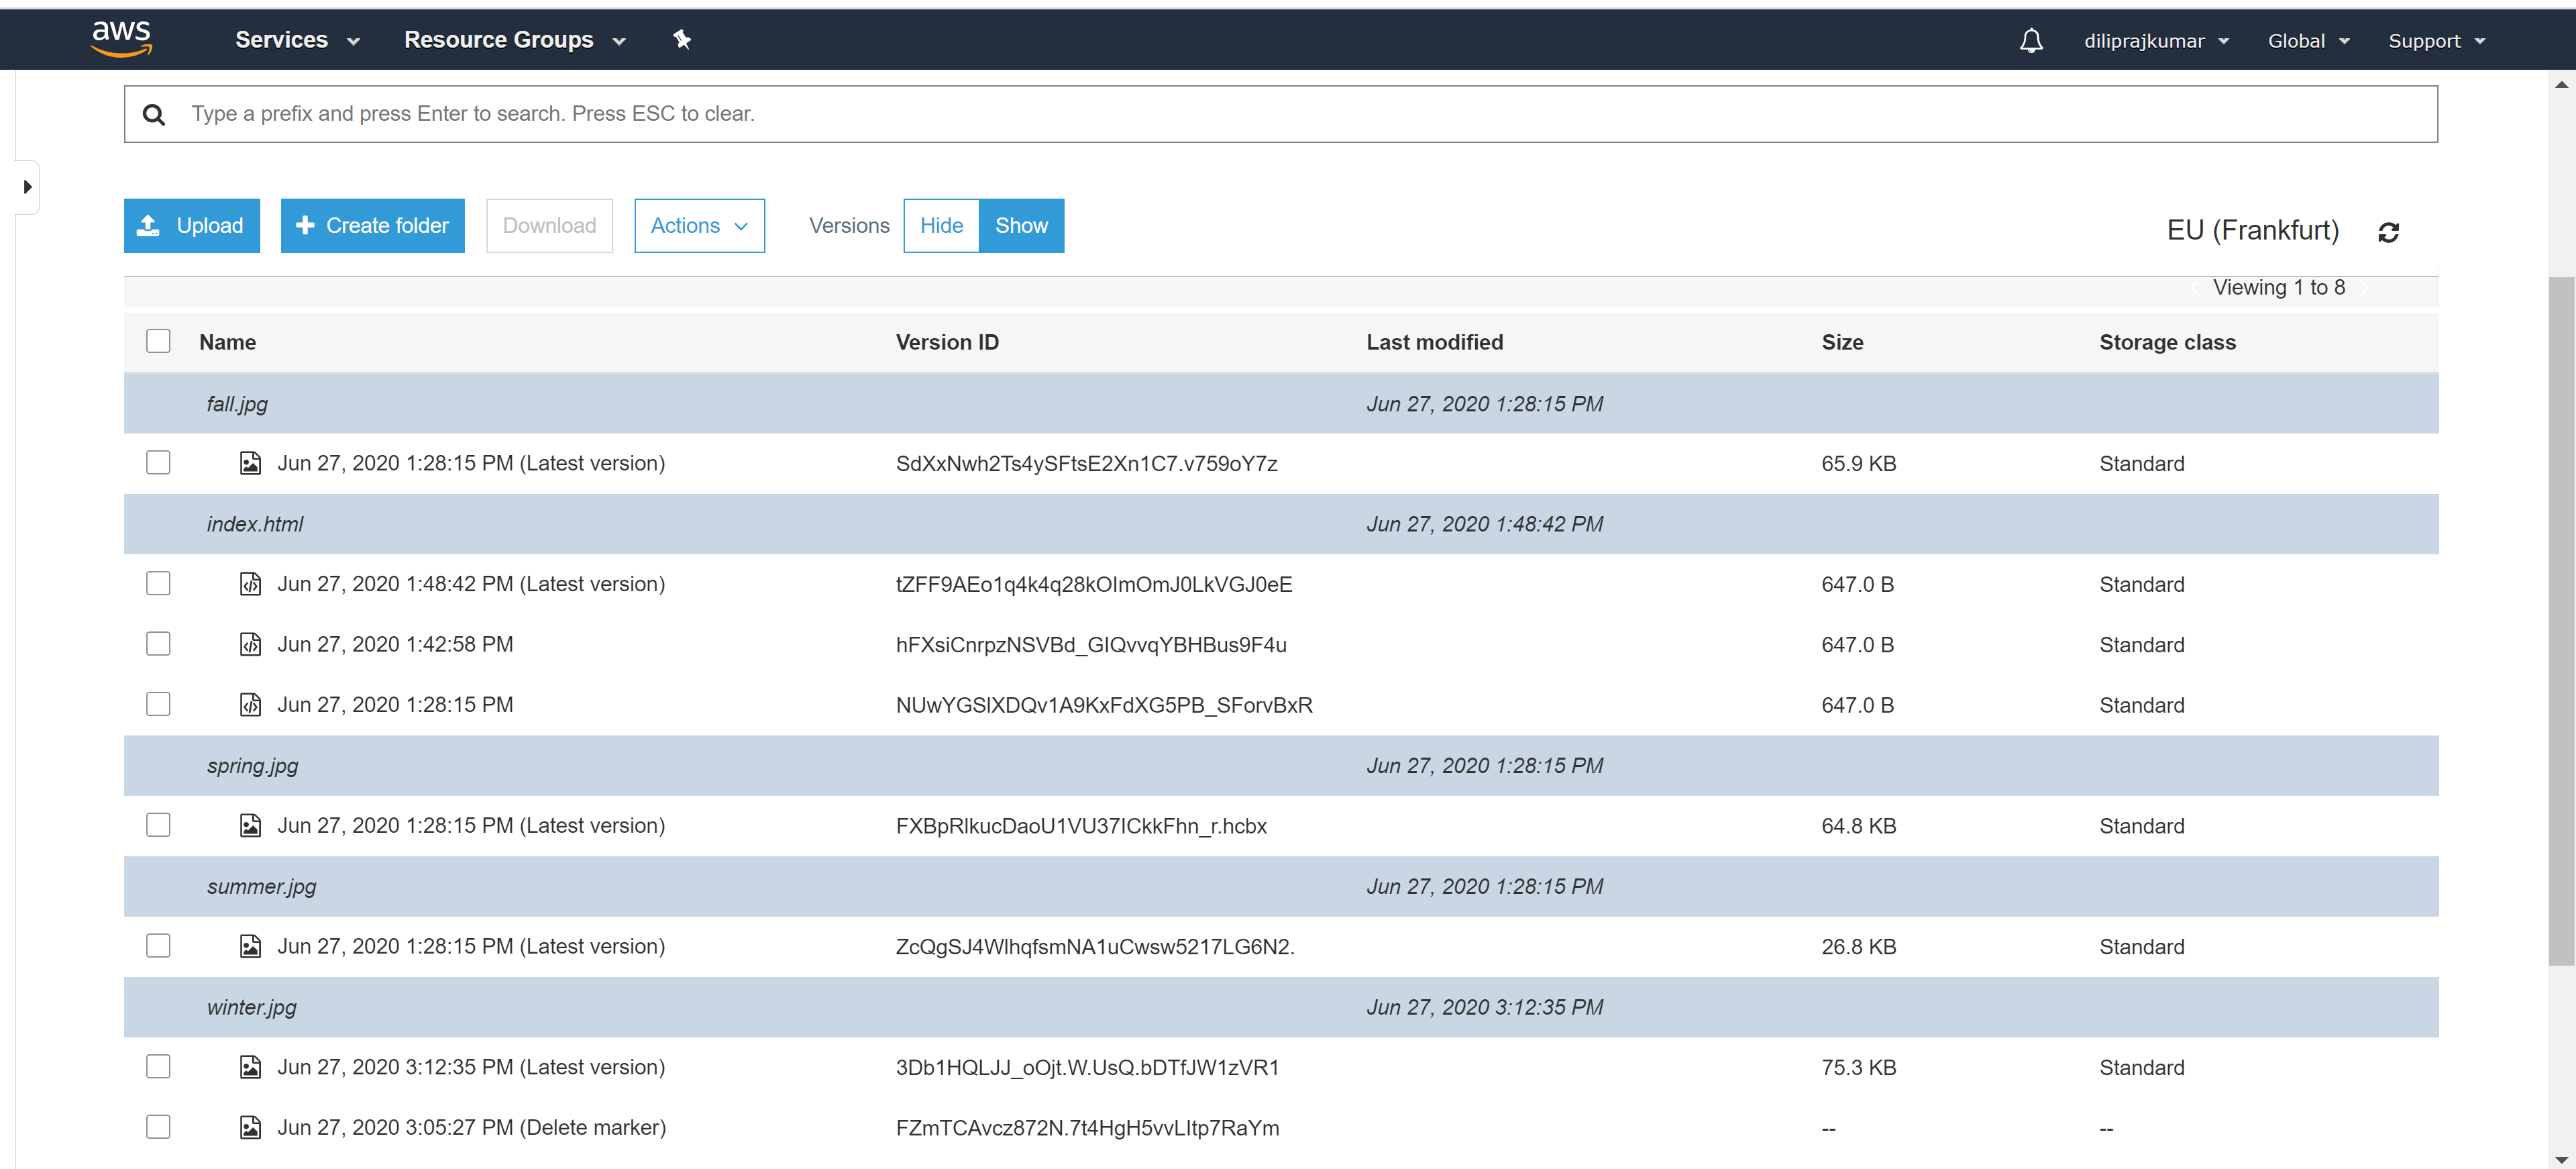 aws Services Resource Groups diliprajkumar Global Support
Type a prefix and press Enter to search. Press ESC to clear.
Upload Create folder Download Actions Versions Hide Show EU (Frankfurt)
Viewing 1 to 8
Name Version ID Last modified Size Storage class
fall.jpg Jun 27, 2020 1:28:15 PM
Jun 27, 2020 1:28:15 PM (Latest version) SdXxNwh2Ts4ySFtsE2Xn1C7.v759oY7z 65.9 KB Standard
index.html Jun 27, 2020 1:48:42 PM
Jun 27, 2020 1:48:42 PM (Latest version) tZFF9AEo1q4k4q28kOImOmJ0LkVGJ0eE 647.0 B Standard
Jun 27, 2020 1:42:58 PM hFXsiCnrpzNSVBd_GIQvvqYBHBus9F4u 647.0 B Standard
Jun 27, 2020 1:28:15 PM NUwYGSlXDQv1A9KxFdXG5PB_SForvBxR 647.0 B Standard
spring.jpg Jun 27, 2020 1:28:15 PM
Jun 27, 2020 1:28:15 PM (Latest version) FXBpRlkucDaoU1VU37ICkkFhn_r.hcbx 64.8 KB Standard
summer.jpg Jun 27, 2020 1:28:15 PM
Jun 27, 2020 1:28:15 PM (Latest version) ZcQgSJ4WlhqfsmNA1uCwsw5217LG6N2. 26.8 KB Standard
winter.jpg Jun 27, 2020 3:12:35 PM
Jun 27, 2020 3:12:35 PM (Latest version) 3Db1HQLJJ_oOjt.W.UsQ.bDTfJW1zVR1 75.3 KB Standard
Jun 27, 2020 3:05:27 PM (Delete marker) FZmTCAvcz872N.7t4HgH5vvLItp7RaYm -- --